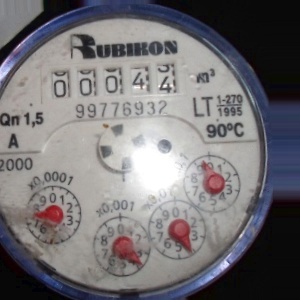 RUBIKON
00044 m³
99776932
Qn 1,5
LT 1-270
1995
A
90°C
2000
x0,0001
x0,001